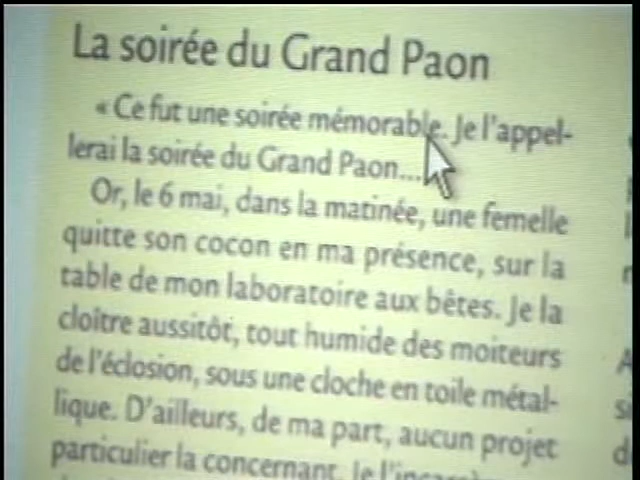 La soirée du Grand Paon
« Ce fut une soirée mémorable. Je l'appel-
lerai la soirée du Grand Paon...
Or, le 6 mai, dans la matinée, une femelle
quitte son cocon en ma présence, sur la
table de mon laboratoire aux bêtes. Je la
cloître aussitôt, tout humide des moiteurs
de l'éclosion, sous une cloche en toile métal-
lique. D'ailleurs, de ma part, aucun projet
particulier la concernant. Je